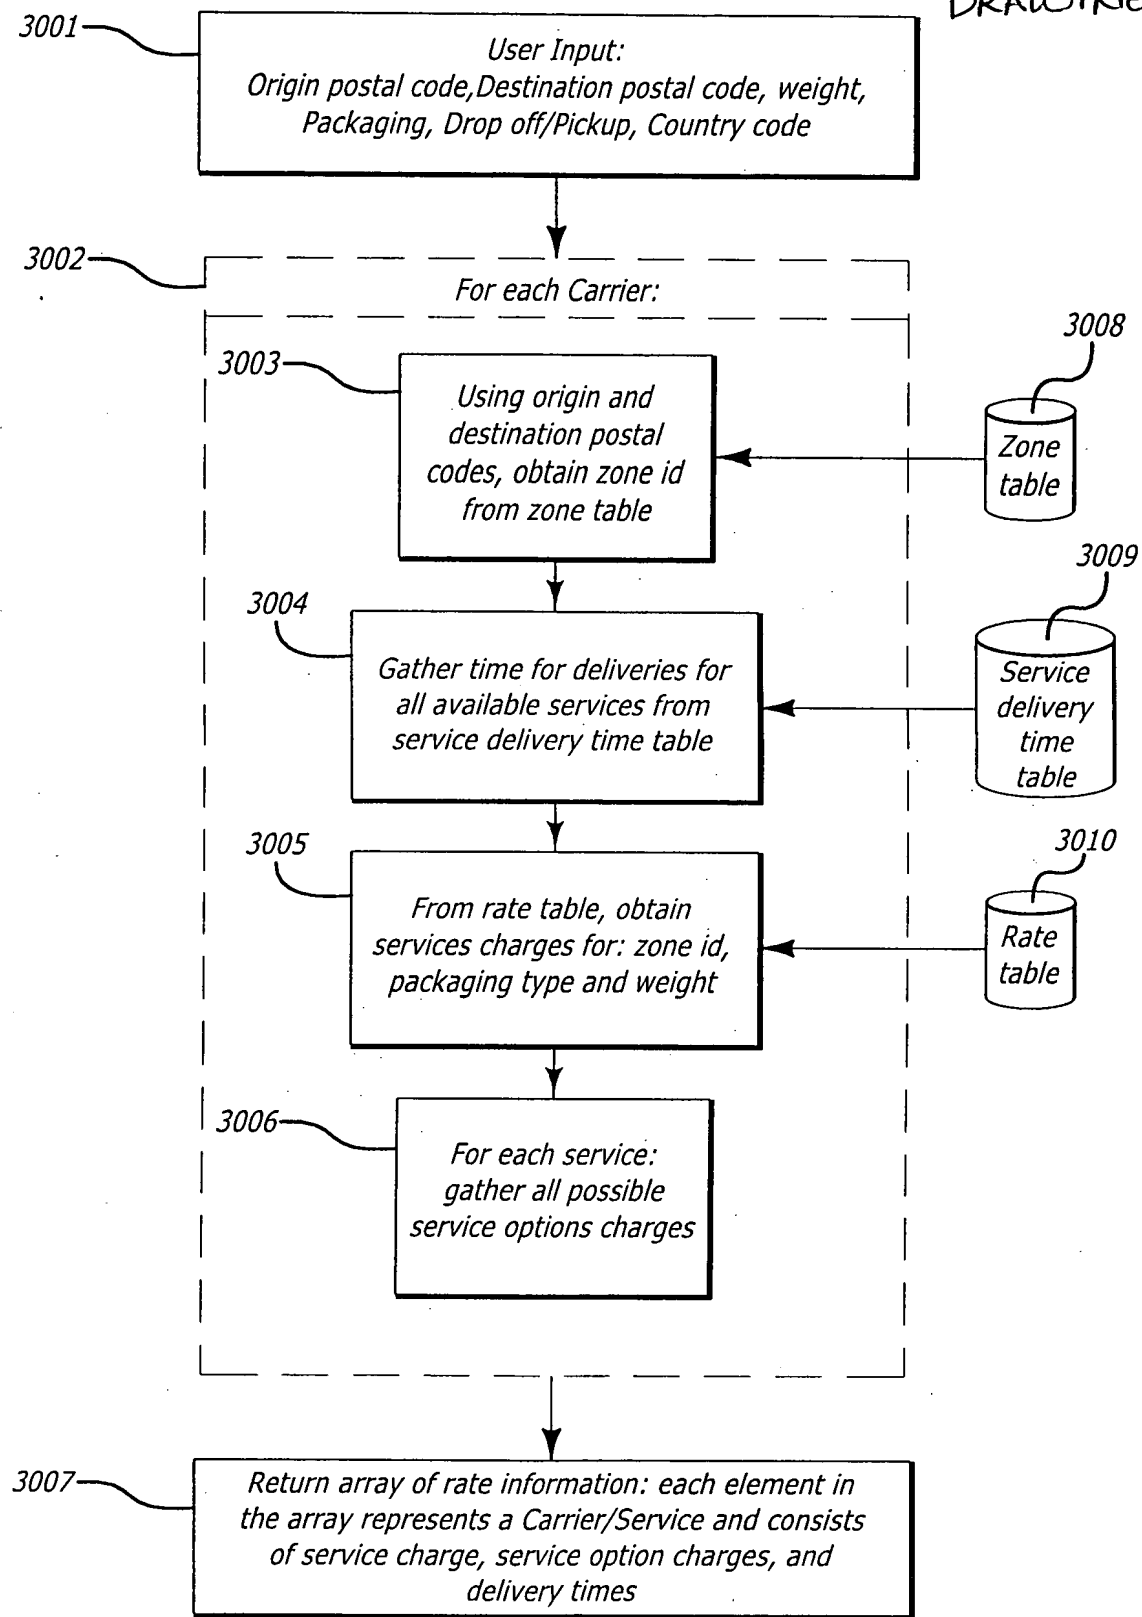 3001
User Input:
Origin postal code,Destination postal code, weight,
Packaging, Drop off/Pickup, Country code
3002
For each Carrier:
3003
Using origin and
destination postal
codes, obtain zone id
from zone table
3008
Zone
table
3004
Gather time for deliveries for
all available services from
service delivery time table
3009
Service
delivery
time
table
3005
From rate table, obtain
services charges for: zone id,
packaging type and weight
3010
Rate
table
3006
For each service:
gather all possible
service options charges
3007
Return array of rate information: each element in
the array represents a Carrier/Service and consists
of service charge, service option charges, and
delivery times